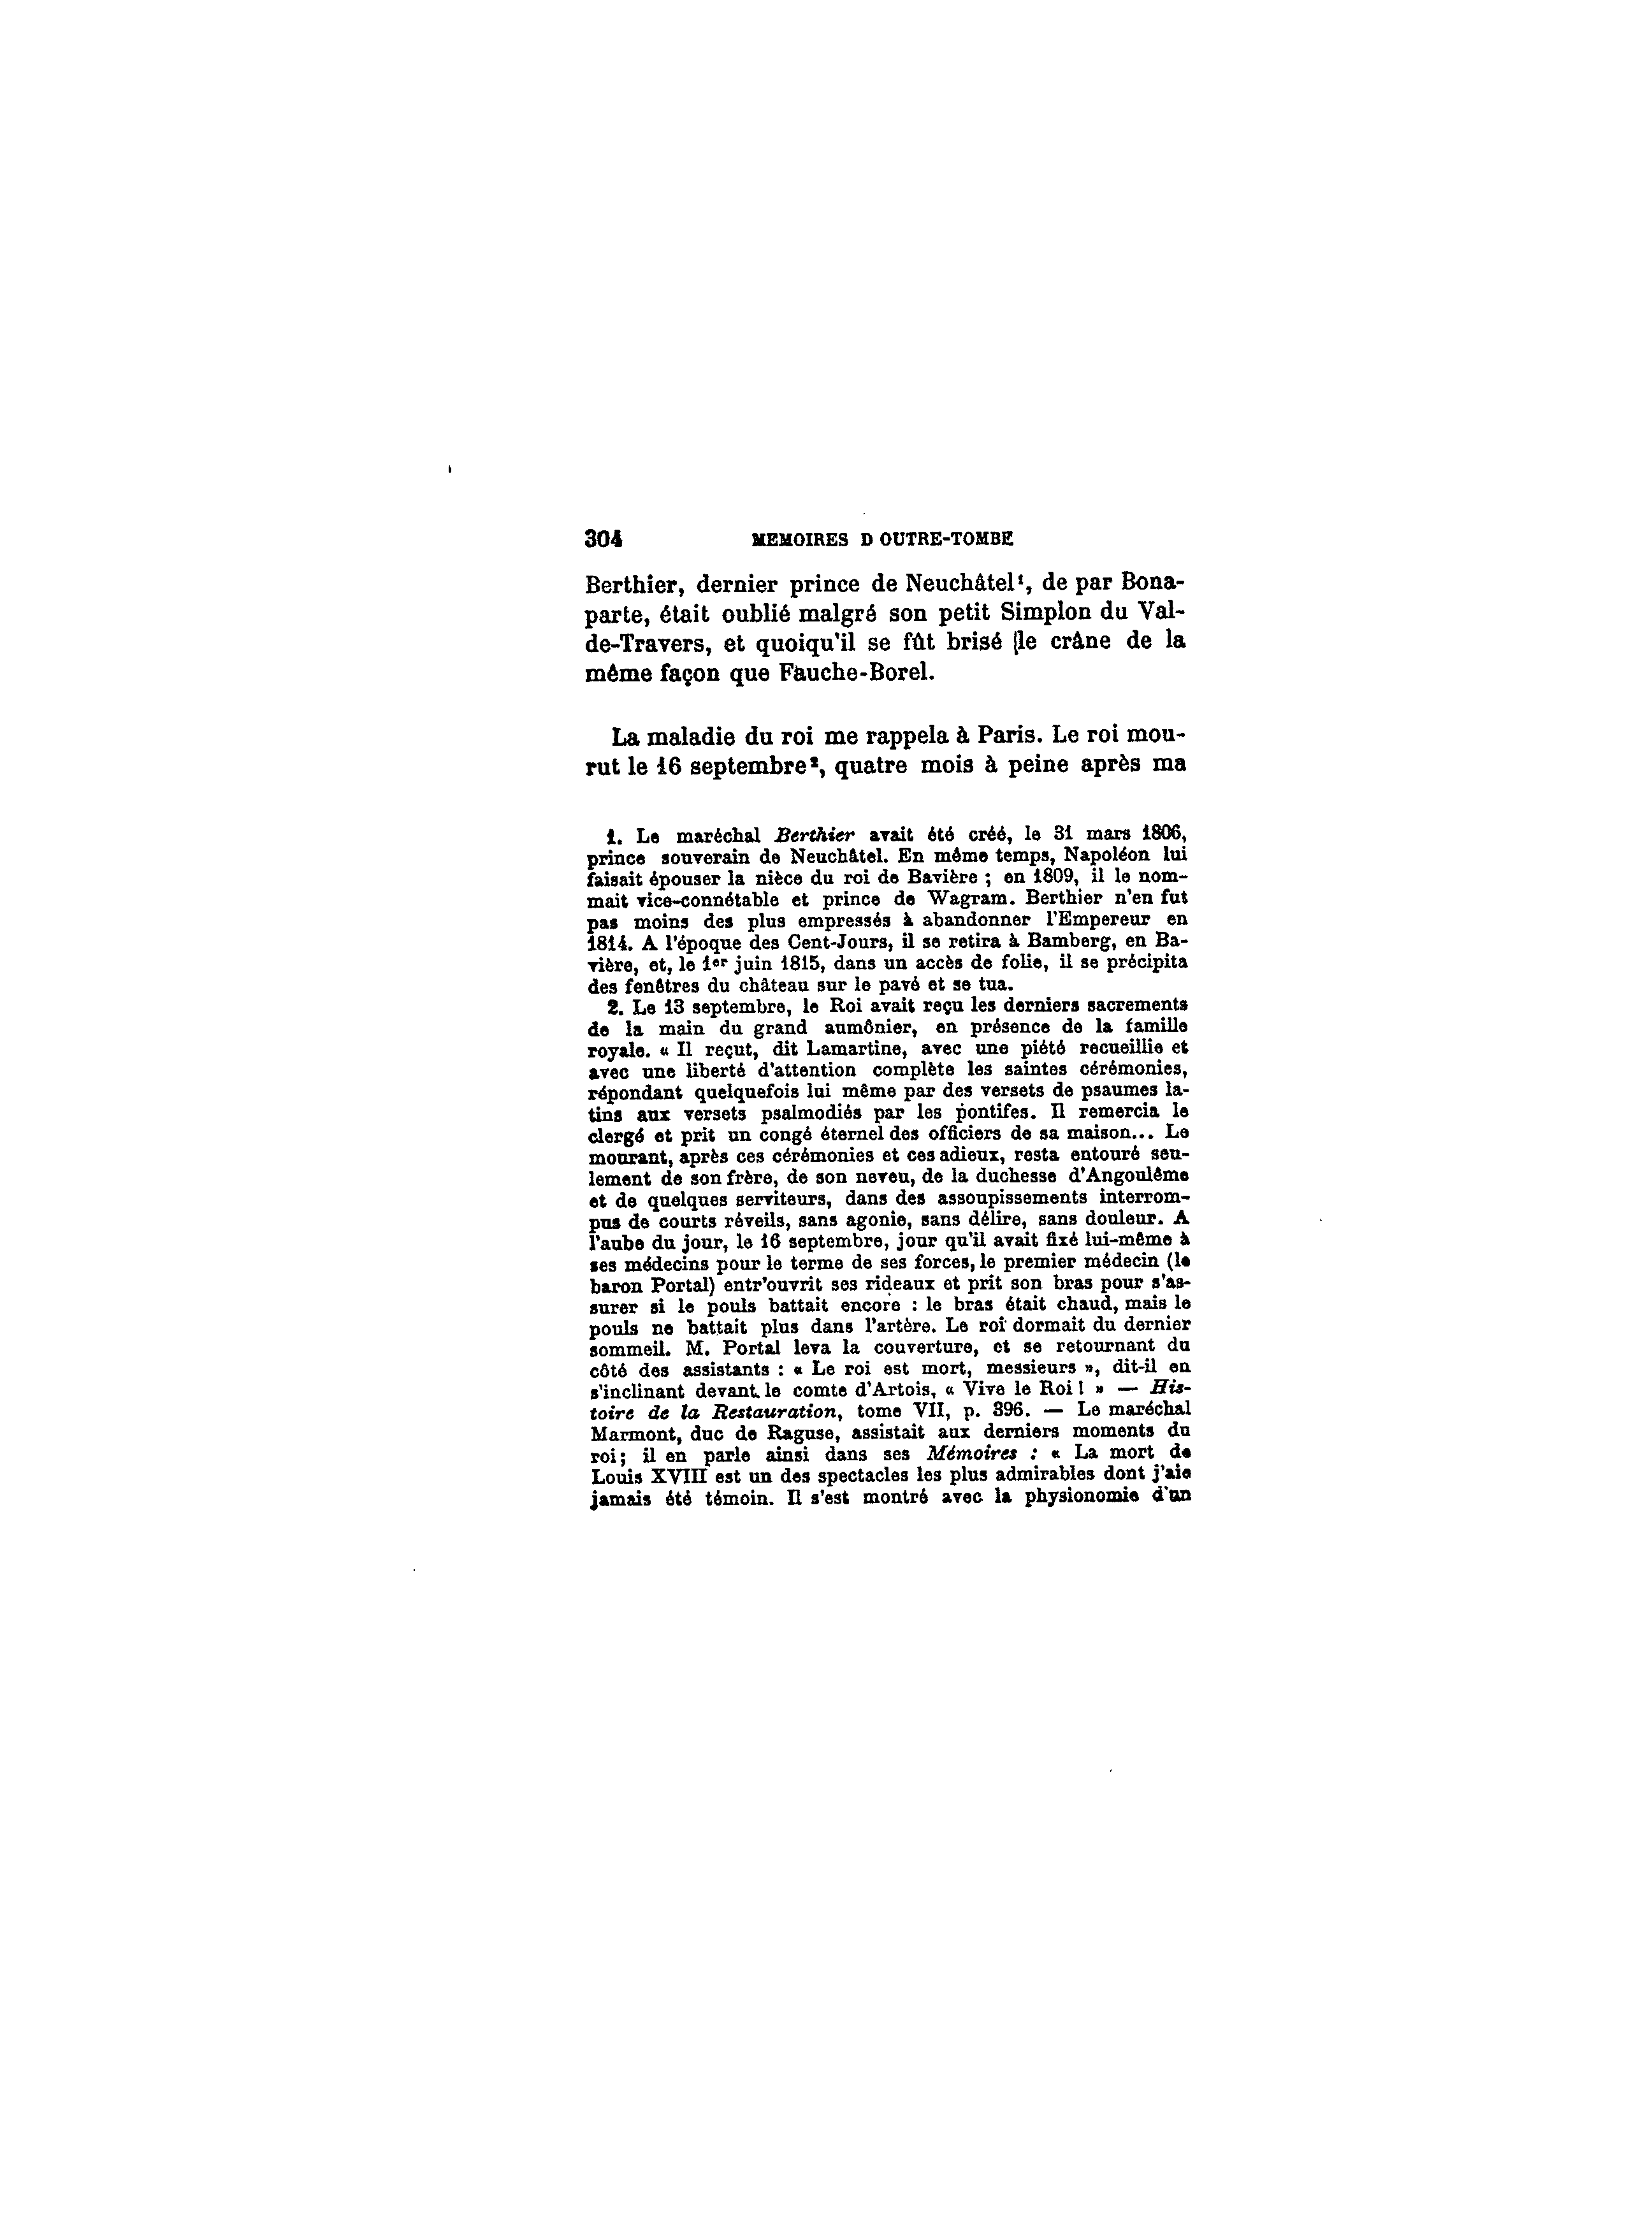 304 MEMOIRES D OUTRE-TOMBE
Berthier, dernier prince de Neuchâtel¹, de par Bona-
parte, était oublié malgré son petit Simplon du Val-
de-Travers, et quoiqu'il se fût brisé le crâne de la
même façon que Fauche-Borel.
La maladie du roi me rappela à Paris. Le roi mou-
rut le 16 septembre², quatre mois à peine après ma
1. Le maréchal Berthier avait été créé, le 31 mars 1806,
prince souverain de Neuchâtel. En même temps, Napoléon lui
faisait épouser la nièce du roi de Bavière ; en 1809, il le nom-
mait vice-connétable et prince de Wagram. Berthier n'en fut
pas moins des plus empressés à abandonner l'Empereur en
1814. A l'époque des Cent-Jours, il se retira à Bamberg, en Ba-
vière, et, le 1er juin 1815, dans un accès de folie, il se précipita
des fenêtres du château sur le pavé et se tua.
2. Le 13 septembre, le Roi avait reçu les derniers sacrements
de la main du grand aumônier, en présence de la famille
royale. « Il reçut, dit Lamartine, avec une piété recueillie et
avec une liberté d'attention complète les saintes cérémonies,
répondant quelquefois lui même par des versets de psaumes la-
tins aux versets psalmodiés par les pontifes. Il remercia le
clergé et prit un congé éternel des officiers de sa maison... Le
mourant, après ces cérémonies et ces adieux, resta entouré seu-
lement de son frère, de son neveu, de la duchesse d'Angoulême
et de quelques serviteurs, dans des assoupissements interrom-
pus de courts réveils, sans agonie, sans délire, sans douleur. A
l'aube du jour, le 16 septembre, jour qu'il avait fixé lui-même à
ses médecins pour le terme de ses forces, le premier médecin (le
baron Portal) entr'ouvrit ses rideaux et prit son bras pour s'as-
surer si le pouls battait encore : le bras était chaud, mais le
pouls ne battait plus dans l'artère. Le roi dormait du dernier
sommeil. M. Portal leva la couverture, et se retournant du
côté des assistants : « Le roi est mort, messieurs », dit-il en
s'inclinant devant le comte d'Artois, « Vive le Roi ! » — His-
toire de la Restauration, tome VII, p. 396. — Le maréchal
Marmont, duc de Raguse, assistait aux derniers moments du
roi ; il en parle ainsi dans ses Mémoires : « La mort de
Louis XVIII est un des spectacles les plus admirables dont j'aie
jamais été témoin. Il s'est montré avec la physionomie d'un